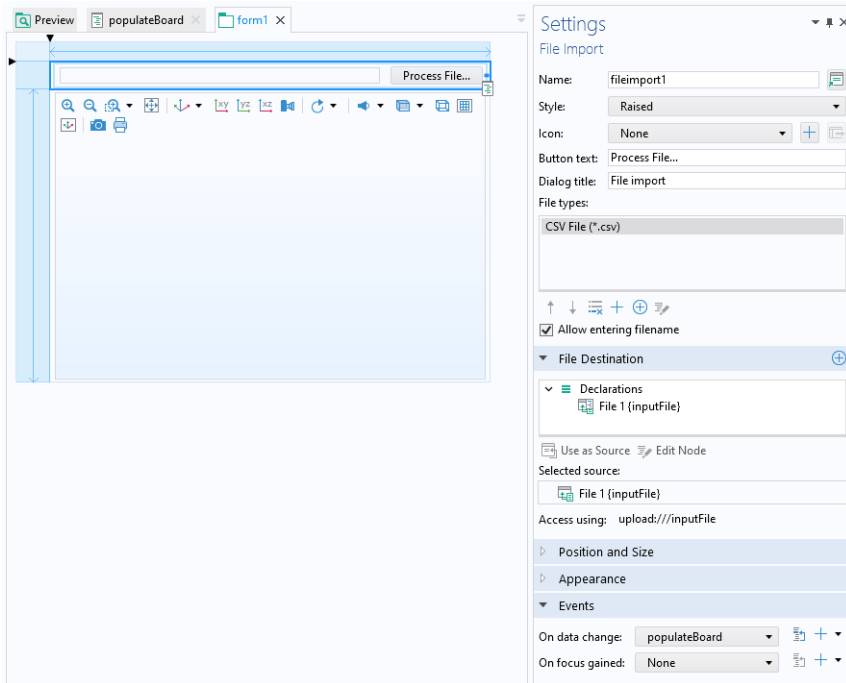 Preview populateBoard form1
Process File...
xy yz xz
Settings
File Import
Name: fileimport1
Style: Raised
Icon: None
Button text: Process File...
Dialog title: File import
File types:
CSV File (*.csv)
Allow entering filename
File Destination
Declarations
File 1 {inputFile}
Use as Source Edit Node
Selected source:
File 1 {inputFile}
Access using: upload:///inputFile
Position and Size
Appearance
Events
On data change: populateBoard
On focus gained: None